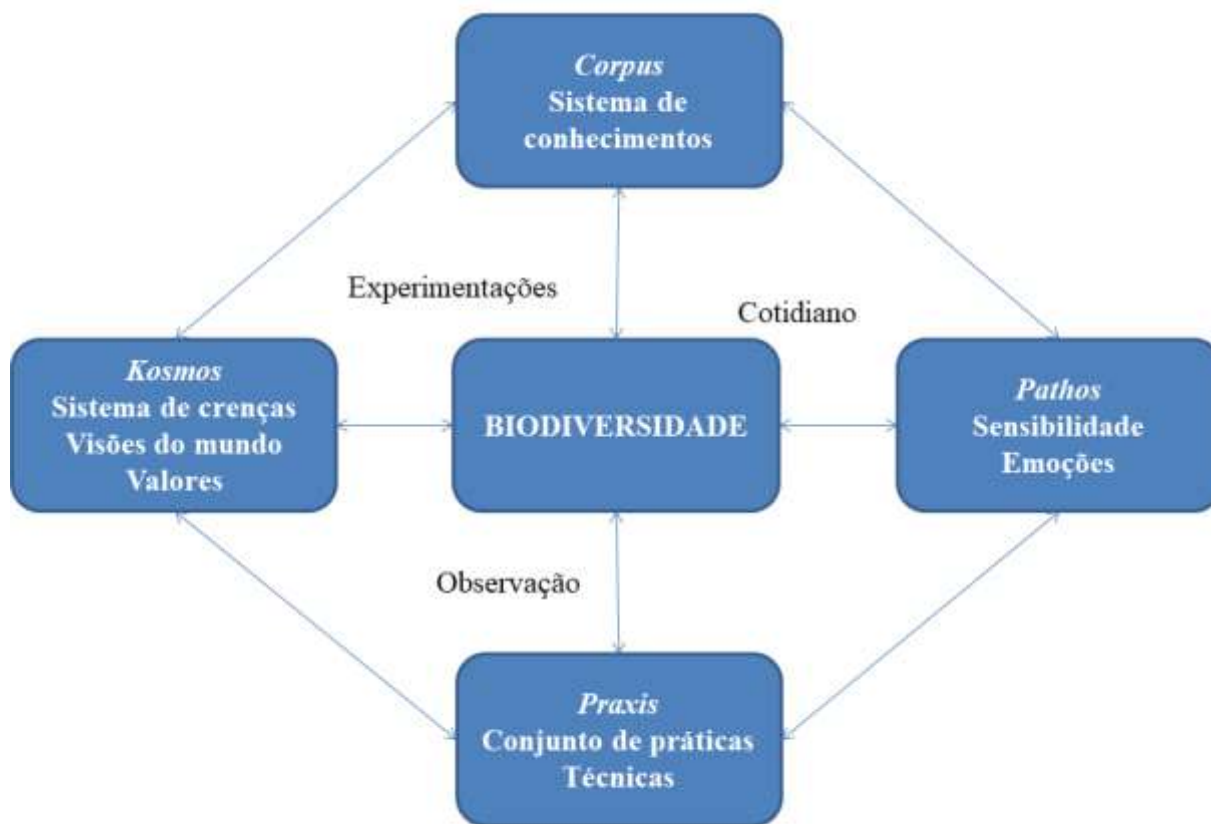 Corpus
Sistema de
conhecimentos
Experimentações
Cotidiano
Kosmos
Sistema de crenças
Visões do mundo
Valores
BIODIVERSIDADE
Pathos
Sensibilidade
Emoções
Observação
Praxis
Conjunto de práticas
Técnicas